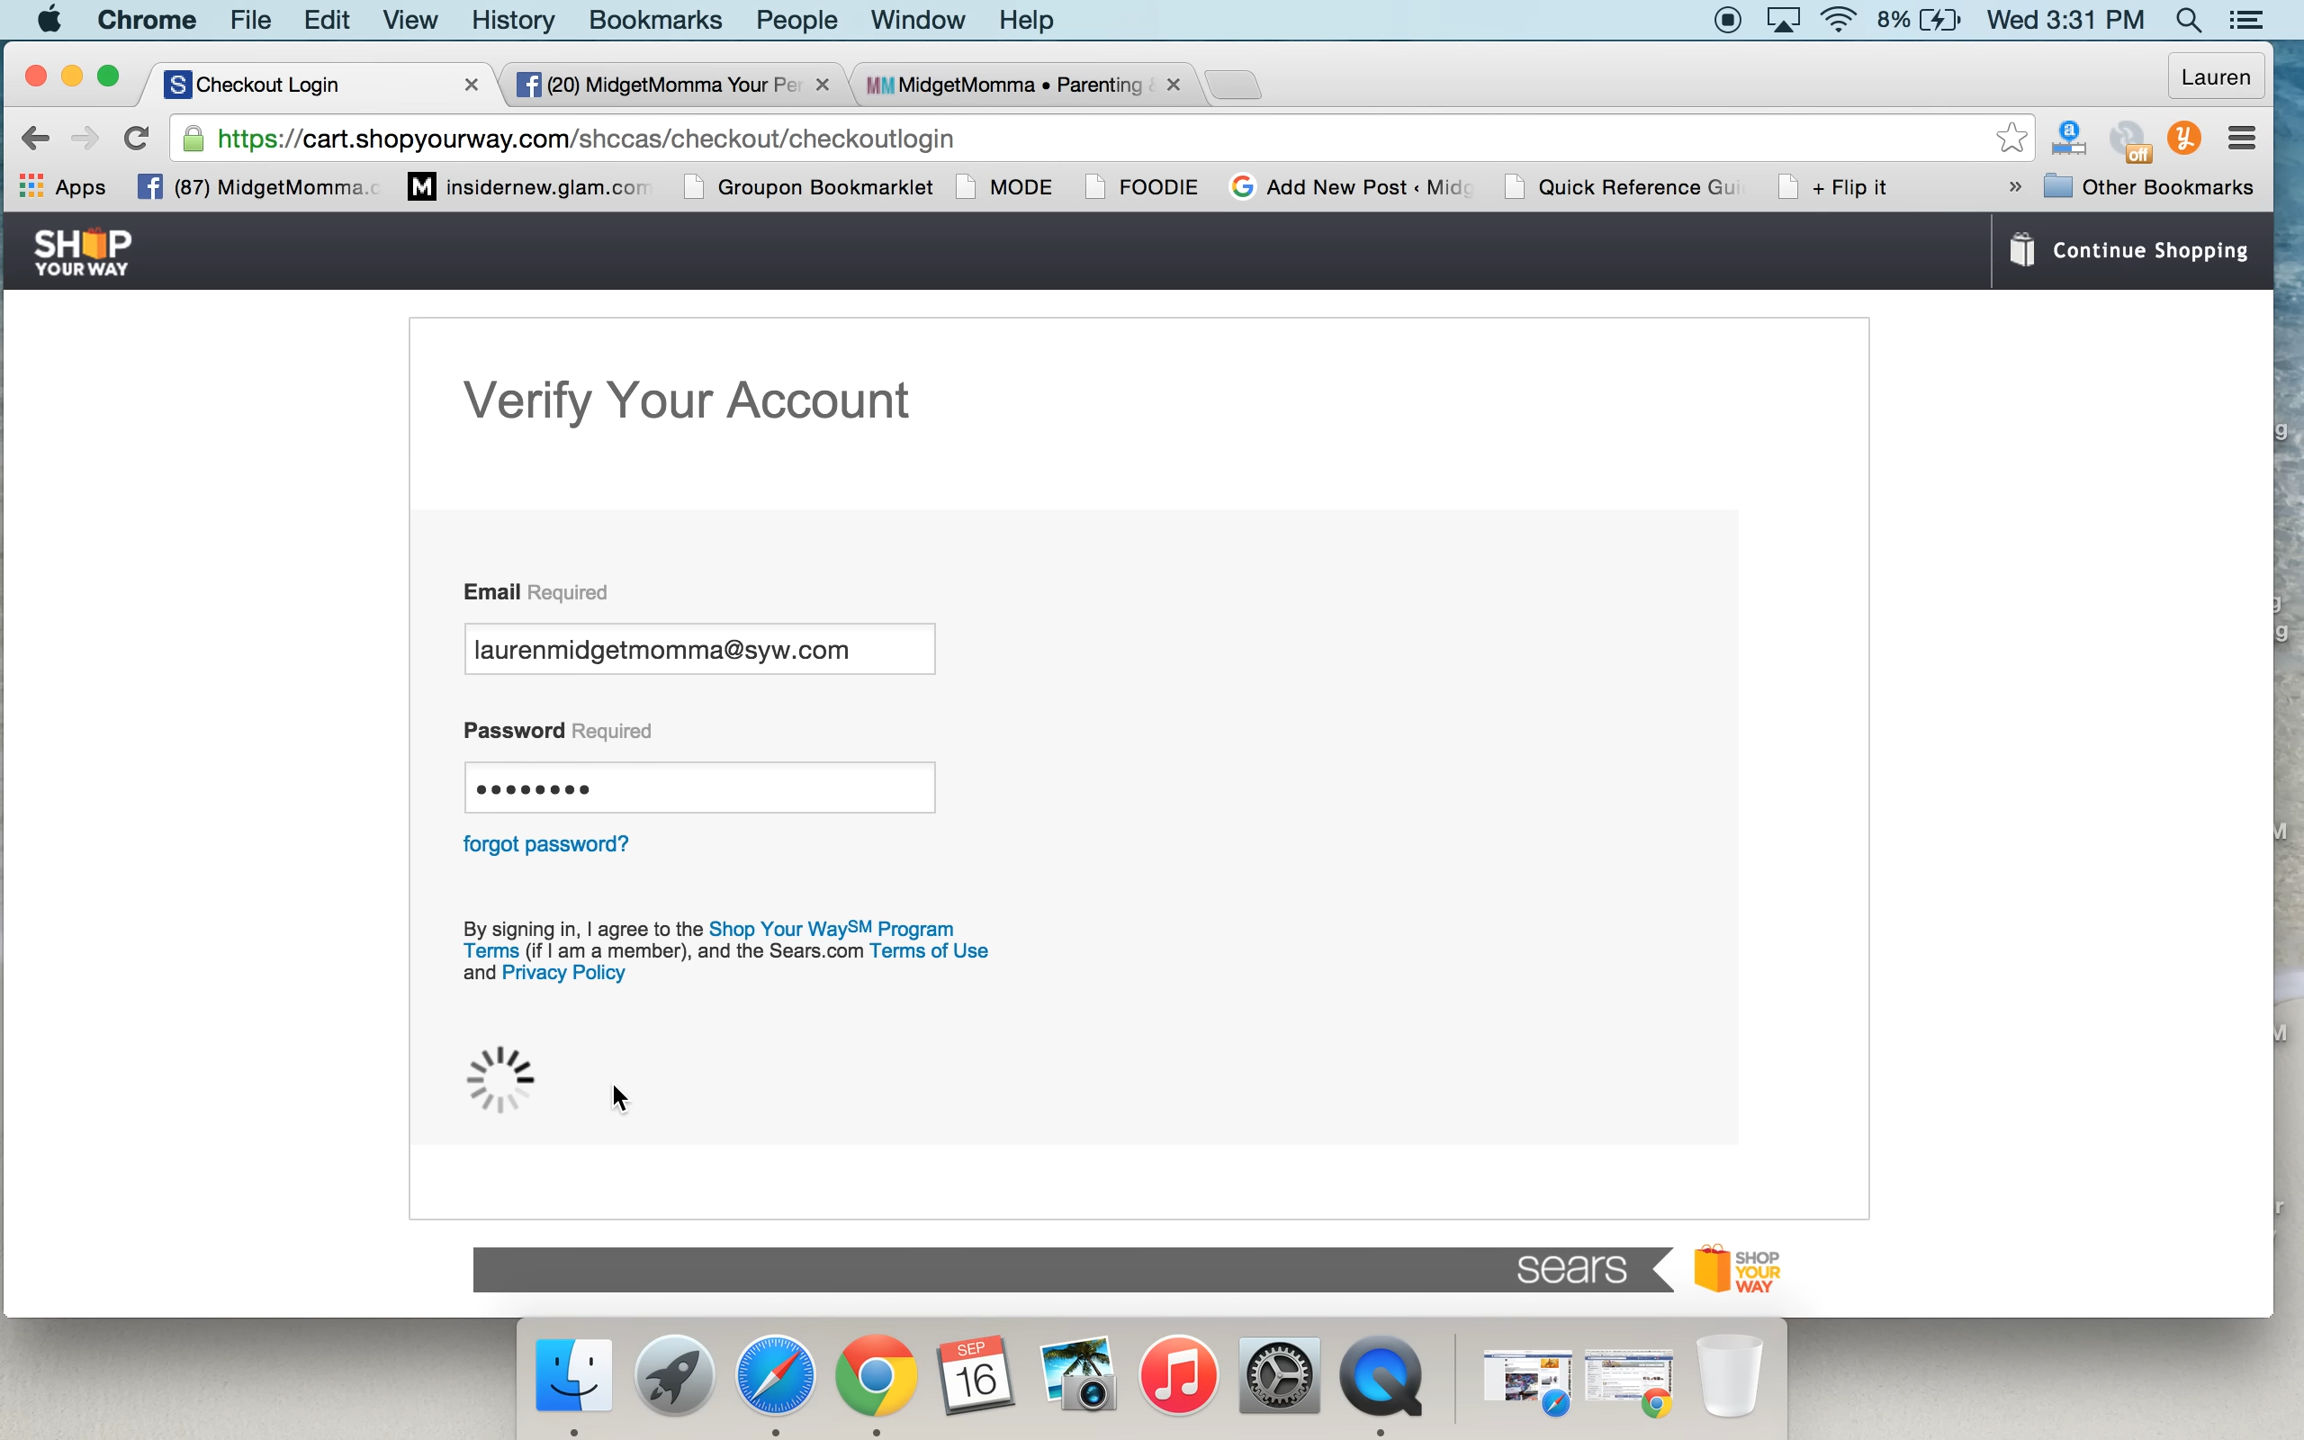 Chrome File Edit View History Bookmarks People Window Help 8% Wed 3:31 PM
Checkout Login (20) MidgetMomma Your Per MidgetMomma • Parenting & Lauren
https://cart.shopyourway.com/shccas/checkout/checkoutlogin
Apps (87) MidgetMomma.c insidernew.glam.com Groupon Bookmarklet MODE FOODIE Add New Post ‹ Midg Quick Reference Gui + Flip it » Other Bookmarks
SHOP
YOUR WAY
Continue Shopping
Verify Your Account
Email Required
laurenmidgetmomma@syw.com
Password Required
••••••••
forgot password?
By signing in, I agree to the Shop Your WaySM Program
Terms (if I am a member), and the Sears.com Terms of Use
and Privacy Policy
sears
SHOP
YOUR
WAY
SEP
16